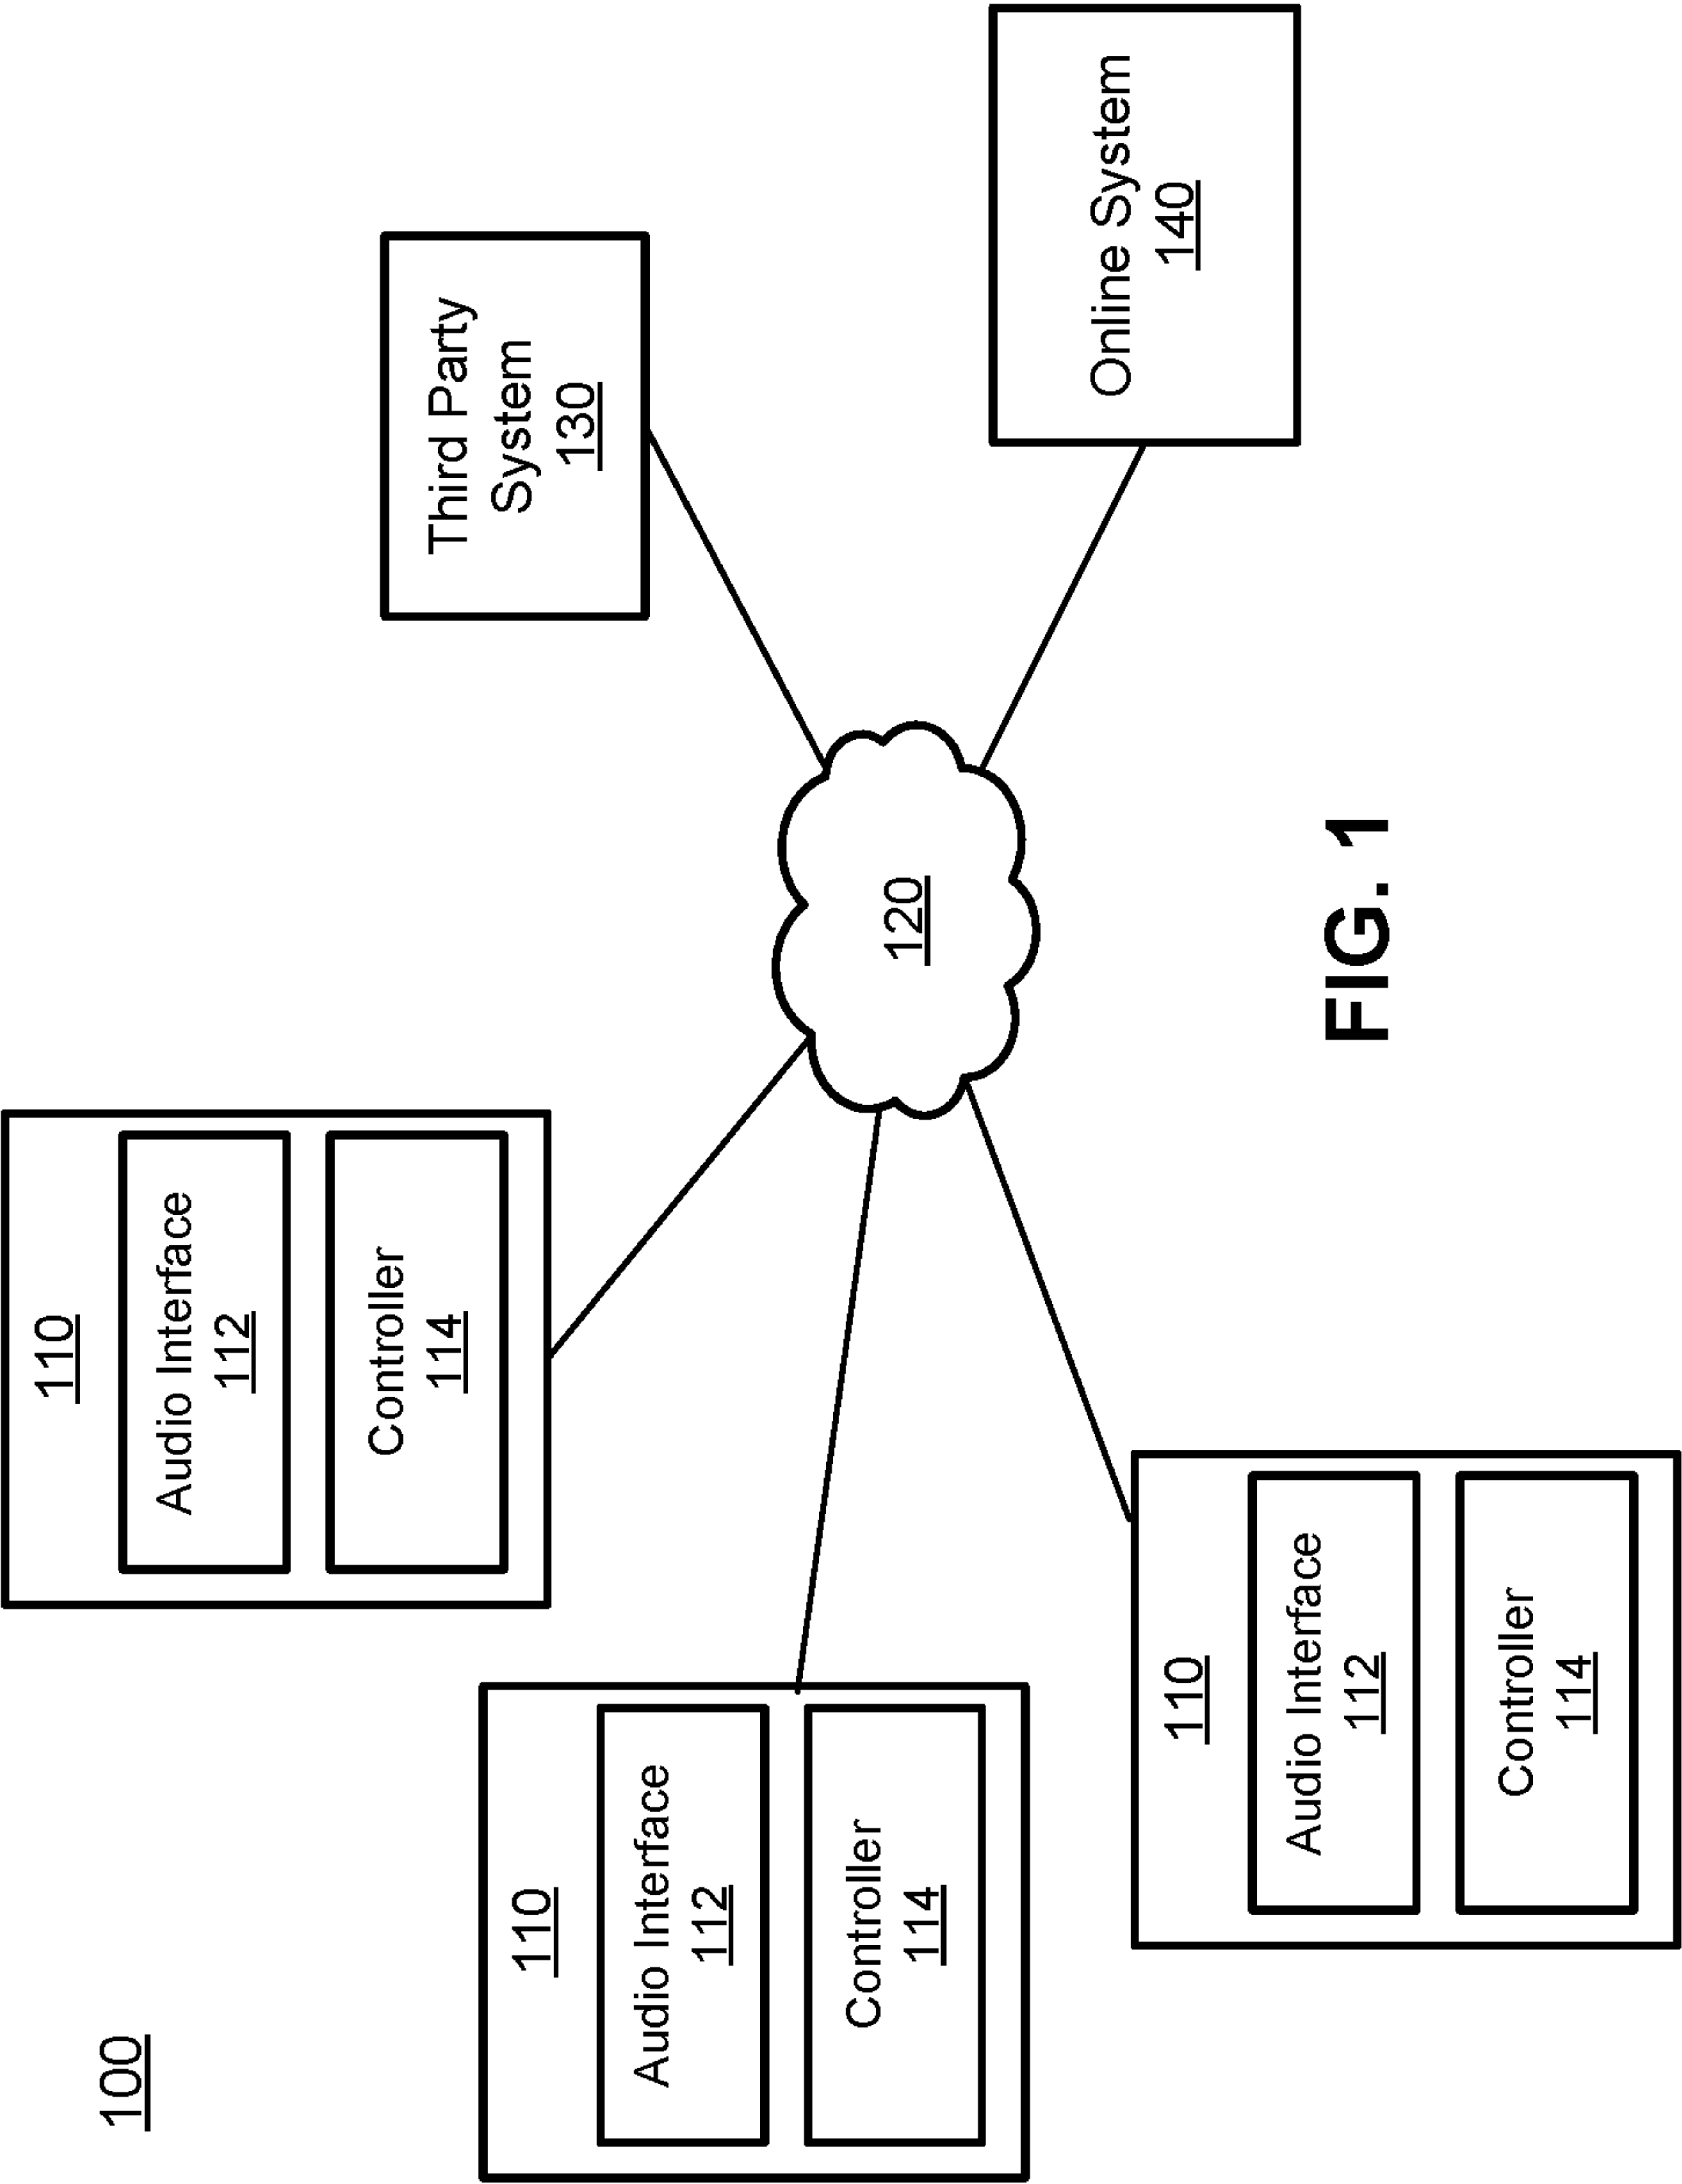 100
110
Audio Interface
112
Controller
114
110
Audio Interface
112
Controller
114
110
Audio Interface
112
Controller
114
120
Third Party
System
130
Online System
140
FIG. 1